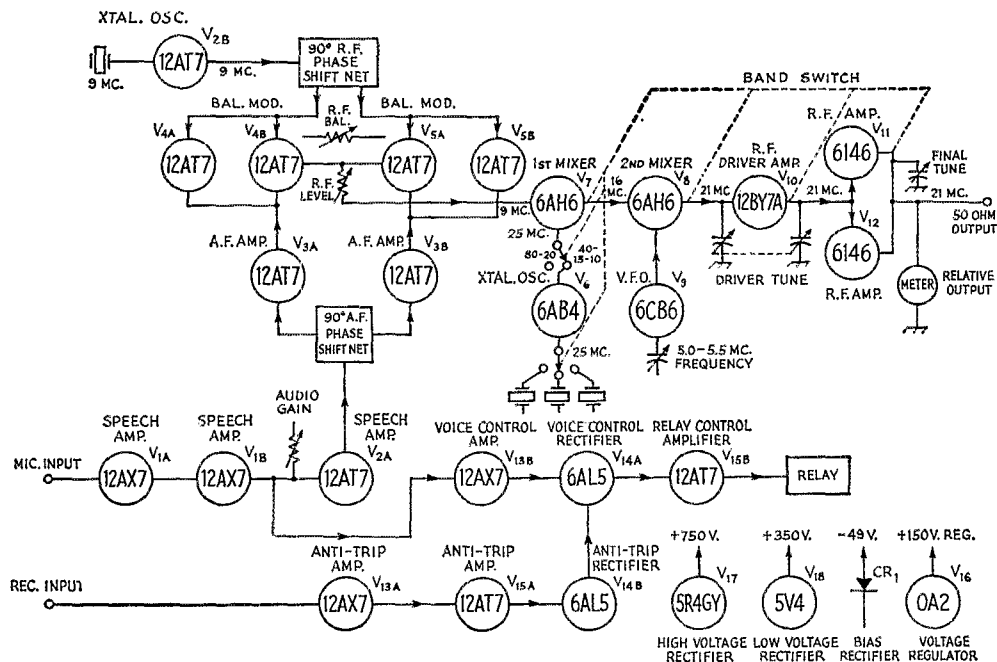 XTAL. OSC.
V2B
12AT7
9 MC.
9 MC.
90° R.F.
PHASE
SHIFT NET
BAND SWITCH
BAL. MOD.
R.F.
BAL.
BAL. MOD.
V4A
12AT7
V4B
12AT7
V5A
12AT7
V5B
12AT7
R.F.
LEVEL
9 MC.
1ST MIXER
V7
6AH6
16
MC.
2ND MIXER
V8
6AH6
21 MC.
R.F.
DRIVER AMP.
V10
12BY7A
21 MC.
R.F. AMP.
V11
6146
V12
6146
R.F. AMP.
FINAL
TUNE
21 MC.
50 OHM
OUTPUT
METER
RELATIVE
OUTPUT
DRIVER TUNE
A.F. AMP.
V3A
12AT7
A.F. AMP.
V3B
12AT7
25 MC.
80-20
40-
15-10
XTAL. OSC.
V6
6AB4
25 MC.
V.F.O.
V9
6CB6
5.0-5.5 MC.
FREQUENCY
90° A.F.
PHASE
SHIFT NET
AUDIO
GAIN
MIC. INPUT
SPEECH
AMP.
V1A
12AX7
SPEECH
AMP.
V1B
12AX7
SPEECH
AMP.
V2A
12AT7
VOICE CONTROL
AMP.
V13B
12AX7
VOICE CONTROL
RECTIFIER
V14A
6AL5
RELAY CONTROL
AMPLIFIER
V15B
12AT7
RELAY
REC. INPUT
ANTI-TRIP
AMP.
V13A
12AX7
ANTI-TRIP
AMP.
V15A
12AT7
ANTI-TRIP
RECTIFIER
V14B
6AL5
+750V.
V17
5R4GY
HIGH VOLTAGE
RECTIFIER
+350V.
V18
5V4
LOW VOLTAGE
RECTIFIER
-49V.
CR1
BIAS
RECTIFIER
+150V. REG.
V16
0A2
VOLTAGE
REGULATOR